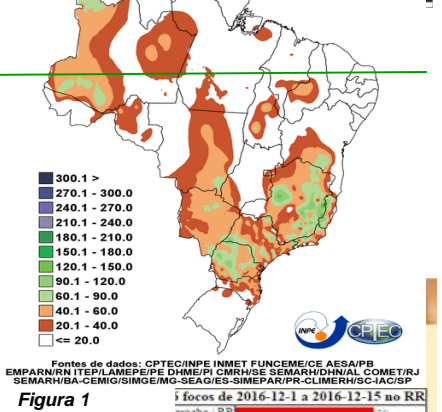 300.1 >
270.1 - 300.0
240.1 - 270.0
210.1 - 240.0
180.1 - 210.0
150.1 - 180.0
120.1 - 150.0
90.1 - 120.0
60.1 - 90.0
40.1 - 60.0
20.1 - 40.0
<= 20.0
INPE
CPTEC
Fontes de dados: CPTEC/INPE INMET FUNCEME/CE AESA/PB
EMPARN/RN ITEP/LAMEPE/PE DHME/PI CMRH/SE SEMARH/DHN/AL COMET/RJ
SEMARH/BA-CEMIG/SIMGE/MG-SEAG/ES-SIMEPAR/PR-CLIMERH/SC-IAC/SP
Figura 1
focos de 2016-12-1 a 2016-12-15 no RR